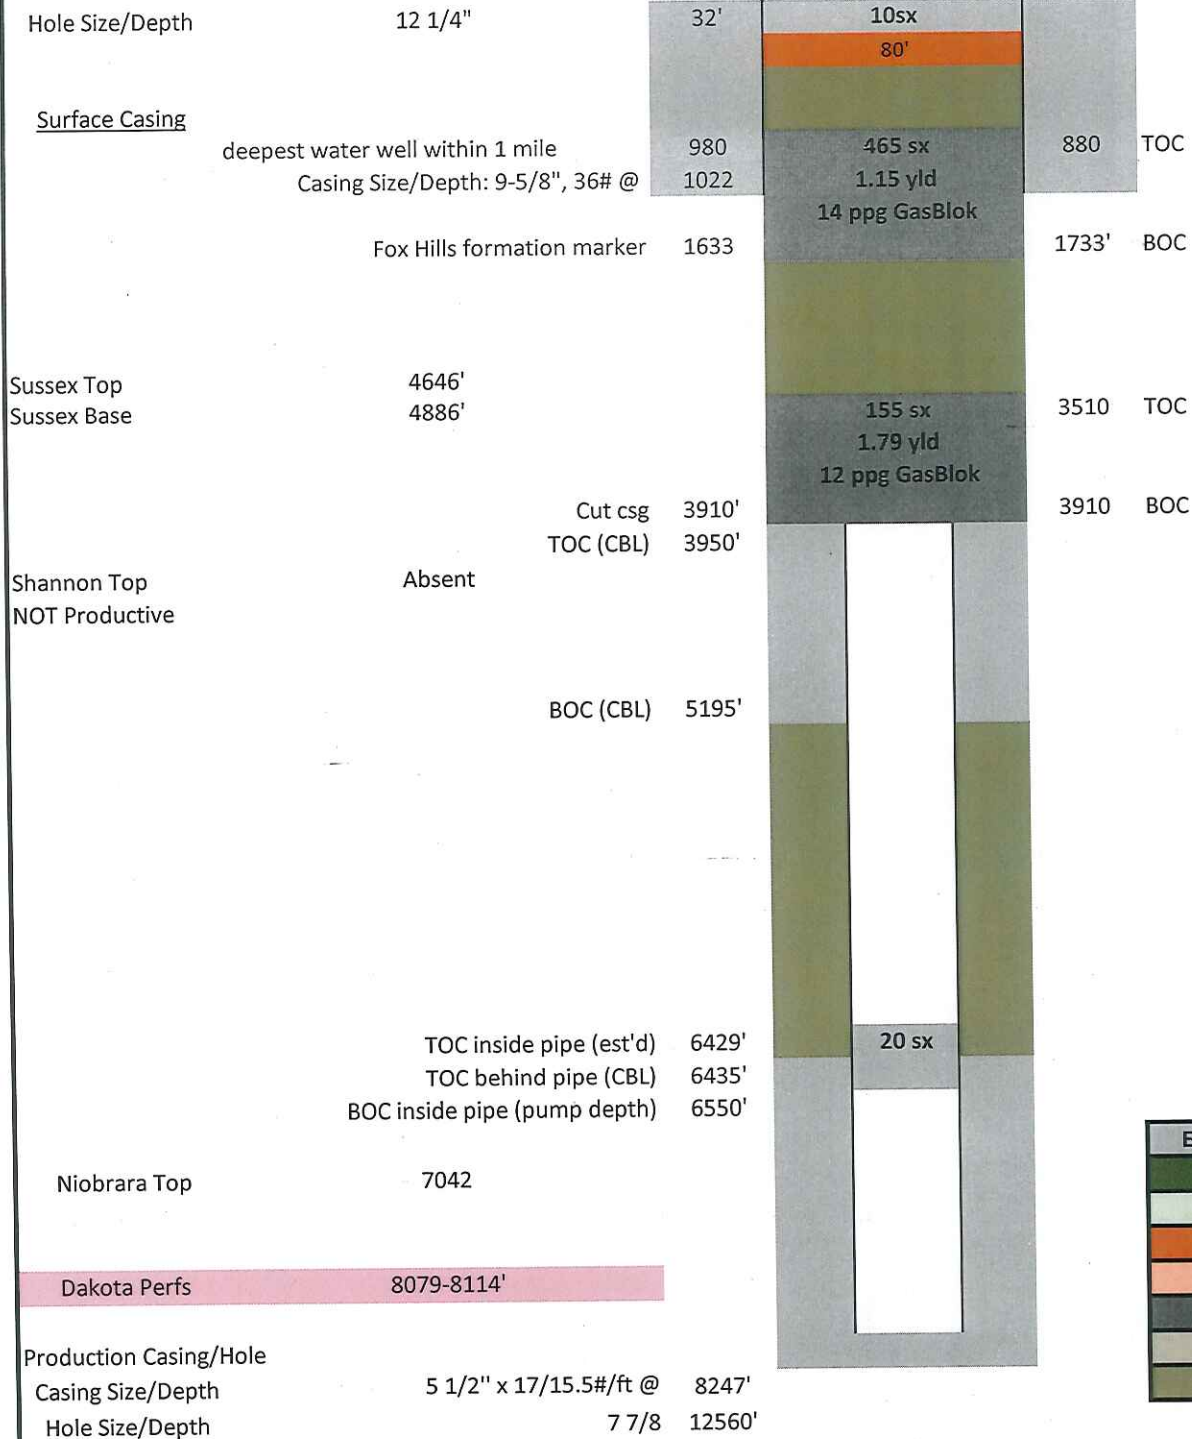 Hole Size/Depth 12 1/4" 32' 10sx
80'
Surface Casing
deepest water well within 1 mile 980 465 sx 880 TOC
Casing Size/Depth: 9-5/8", 36# @ 1022 1.15 yld
14 ppg GasBlok
Fox Hills formation marker 1633 1733' BOC
Sussex Top 4646'
Sussex Base 4886' 155 sx 3510 TOC
1.79 yld
12 ppg GasBlok
Cut csg 3910' 3910 BOC
TOC (CBL) 3950'
Shannon Top Absent
NOT Productive
BOC (CBL) 5195'
TOC inside pipe (est'd) 6429' 20 sx
TOC behind pipe (CBL) 6435'
BOC inside pipe (pump depth) 6550'
Niobrara Top 7042
Dakota Perfs 8079-8114'
Production Casing/Hole
Casing Size/Depth 5 1/2" x 17/15.5#/ft @ 8247'
Hole Size/Depth 7 7/8 12560'